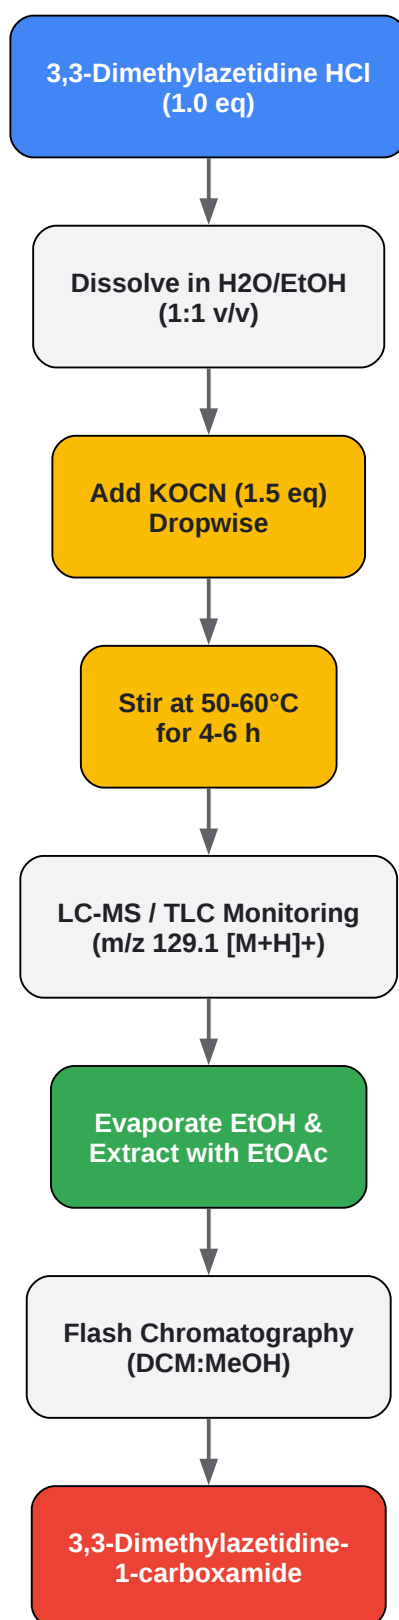 3,3-Dimethylazetidine HCl
(1.0 eq)
Dissolve in H2O/EtOH
(1:1 v/v)
Add KOCN (1.5 eq)
Dropwise
Stir at 50-60°C
for 4-6 h
LC-MS / TLC Monitoring
(m/z 129.1 [M+H]+)
Evaporate EtOH &
Extract with EtOAc
Flash Chromatography
(DCM:MeOH)
3,3-Dimethylazetidine-
1-carboxamide